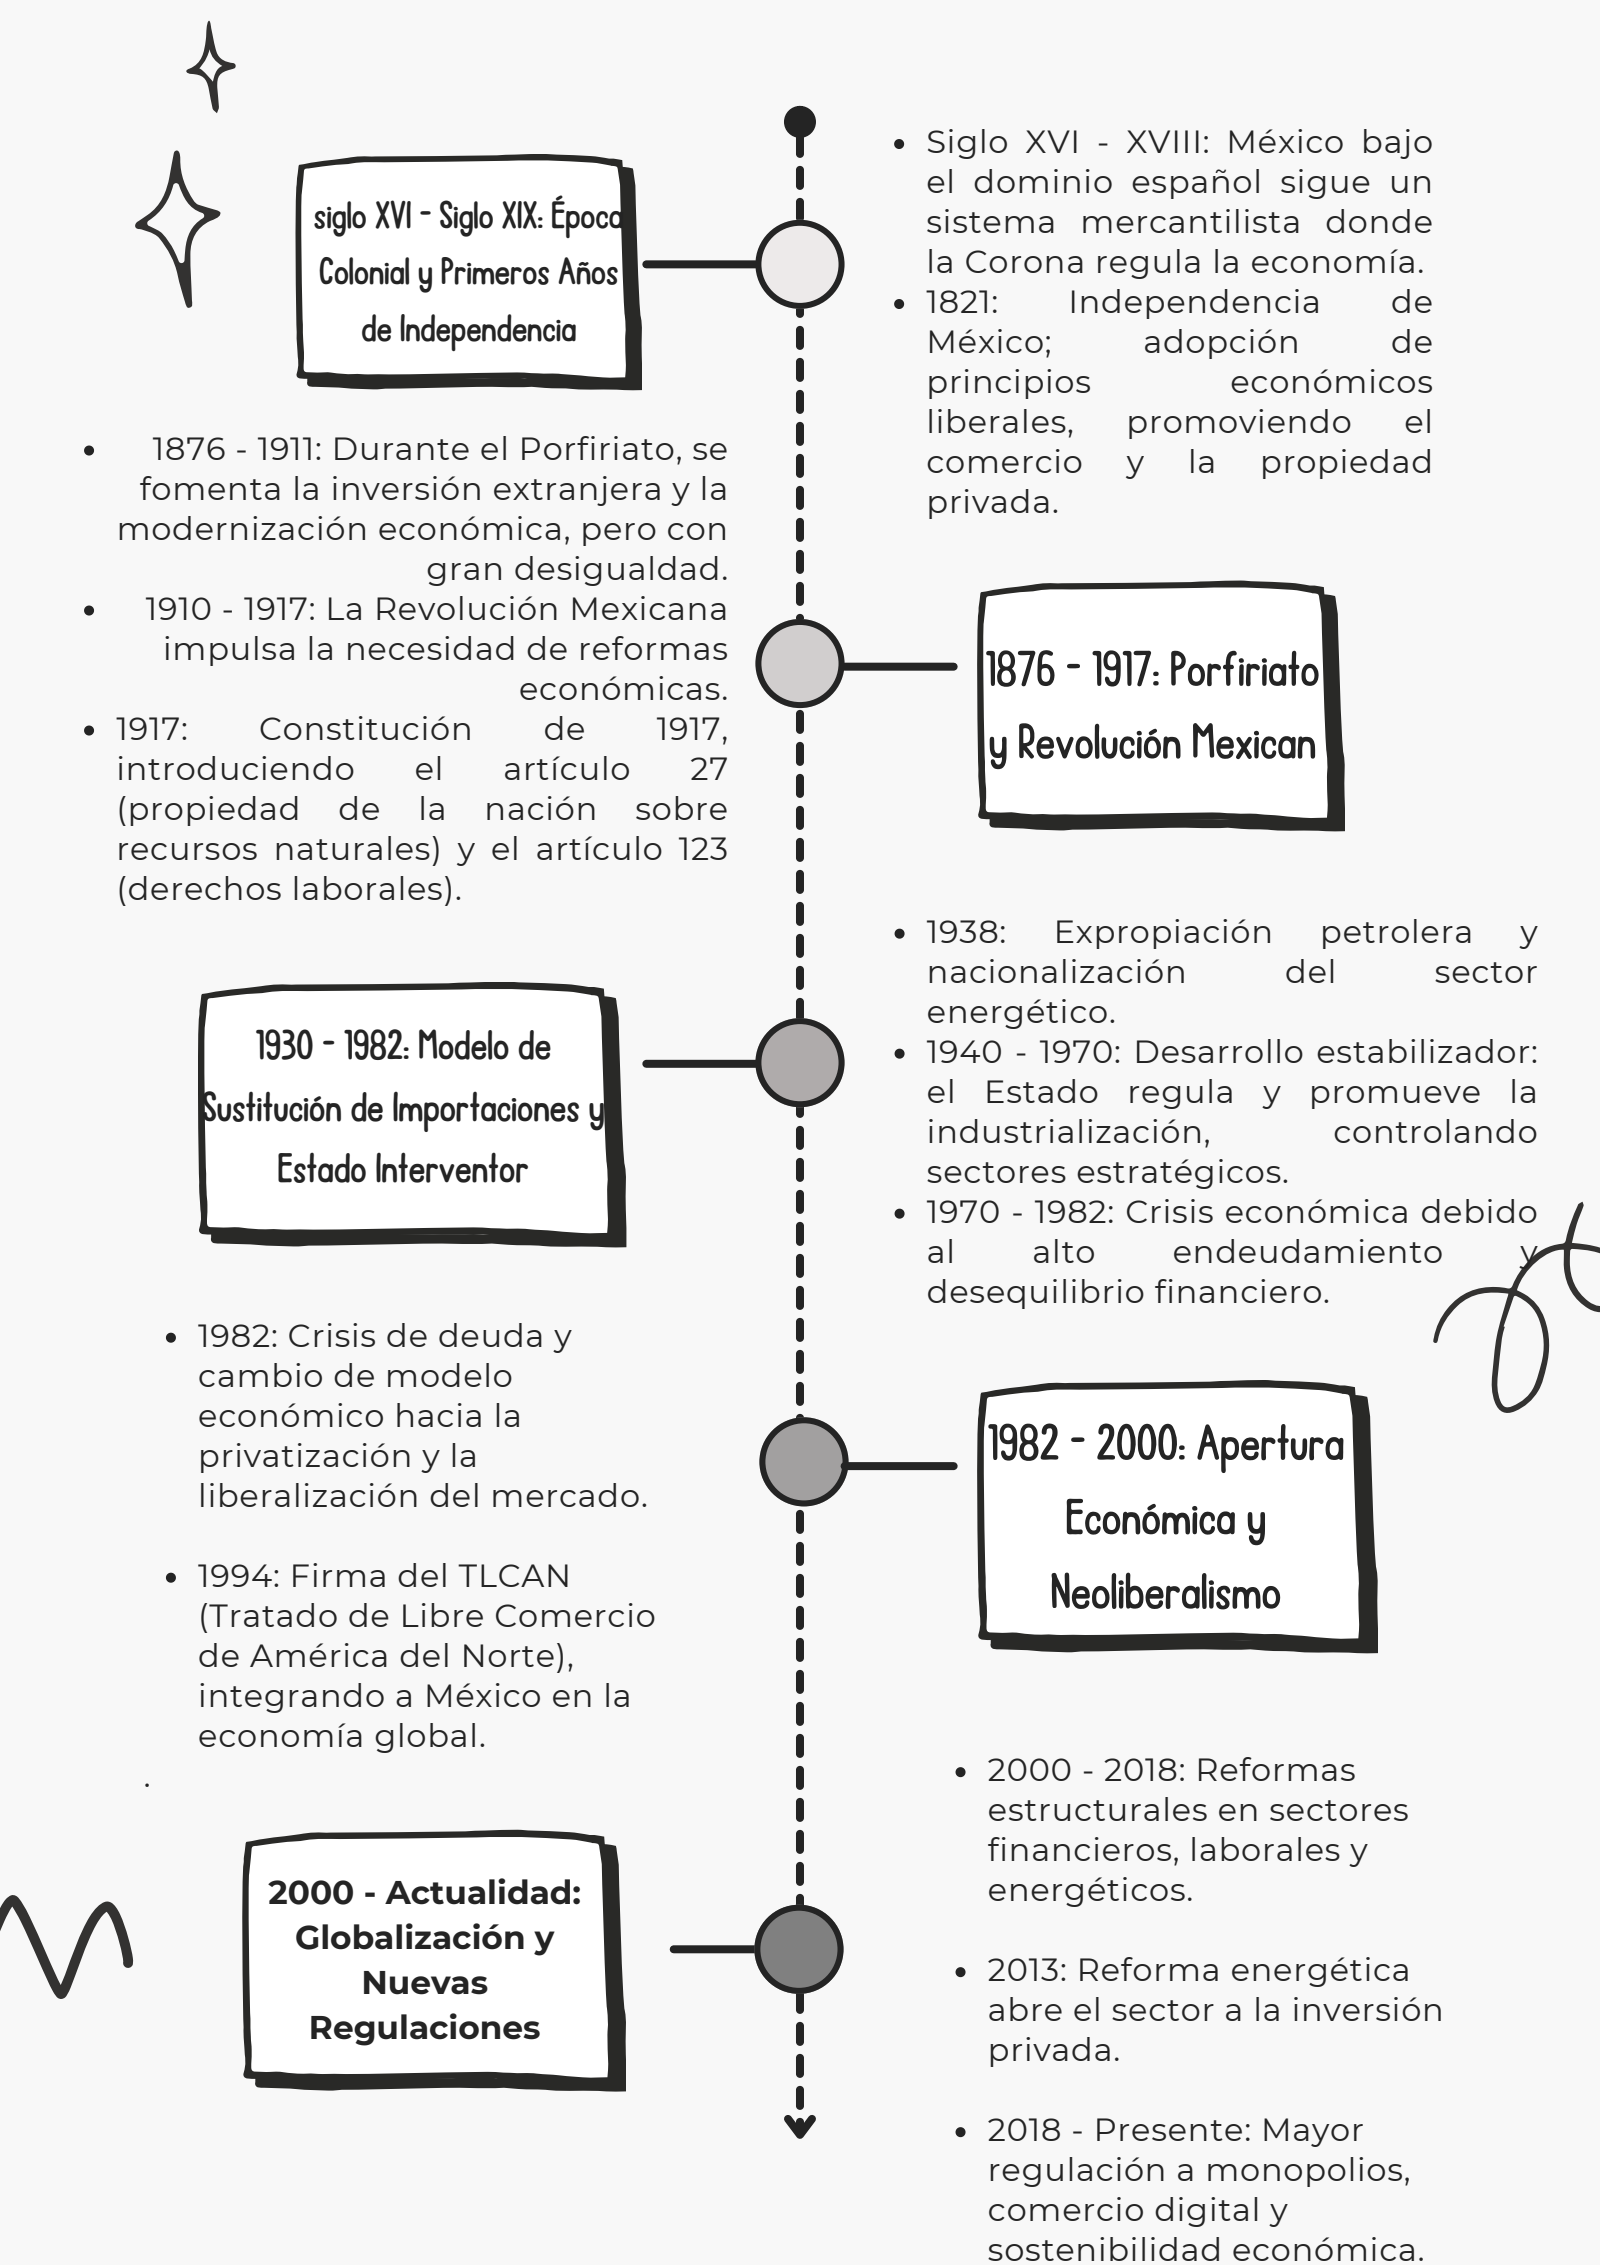 siglo XVI - Siglo XIX: Época
Colonial y Primeros Años
de Independencia
• Siglo XVI - XVIII: México bajo
el dominio español sigue un
sistema mercantilista donde
la Corona regula la economía.
• 1821: Independencia de
México; adopción de
principios económicos
liberales, promoviendo el
comercio y la propiedad
privada.
1876 - 1917: Porfiriato
y Revolución Mexican
• 1876 - 1911: Durante el Porfiriato, se
fomenta la inversión extranjera y la
modernización económica, pero con
gran desigualdad.
• 1910 - 1917: La Revolución Mexicana
impulsa la necesidad de reformas
económicas.
• 1917: Constitución de 1917,
introduciendo el artículo 27
(propiedad de la nación sobre
recursos naturales) y el artículo 123
(derechos laborales).
1930 - 1982: Modelo de
Sustitución de Importaciones y
Estado Interventor
• 1938: Expropiación petrolera y
nacionalización del sector
energético.
• 1940 - 1970: Desarrollo estabilizador:
el Estado regula y promueve la
industrialización, controlando
sectores estratégicos.
• 1970 - 1982: Crisis económica debido
al alto endeudamiento y
desequilibrio financiero.
1982 - 2000: Apertura
Económica y
Neoliberalismo
• 1982: Crisis de deuda y
cambio de modelo
económico hacia la
privatización y la
liberalización del mercado.
• 1994: Firma del TLCAN
(Tratado de Libre Comercio
de América del Norte),
integrando a México en la
economía global.
.
2000 - Actualidad:
Globalización y
Nuevas
Regulaciones
• 2000 - 2018: Reformas
estructurales en sectores
financieros, laborales y
energéticos.
• 2013: Reforma energética
abre el sector a la inversión
privada.
• 2018 - Presente: Mayor
regulación a monopolios,
comercio digital y
sostenibilidad económica.